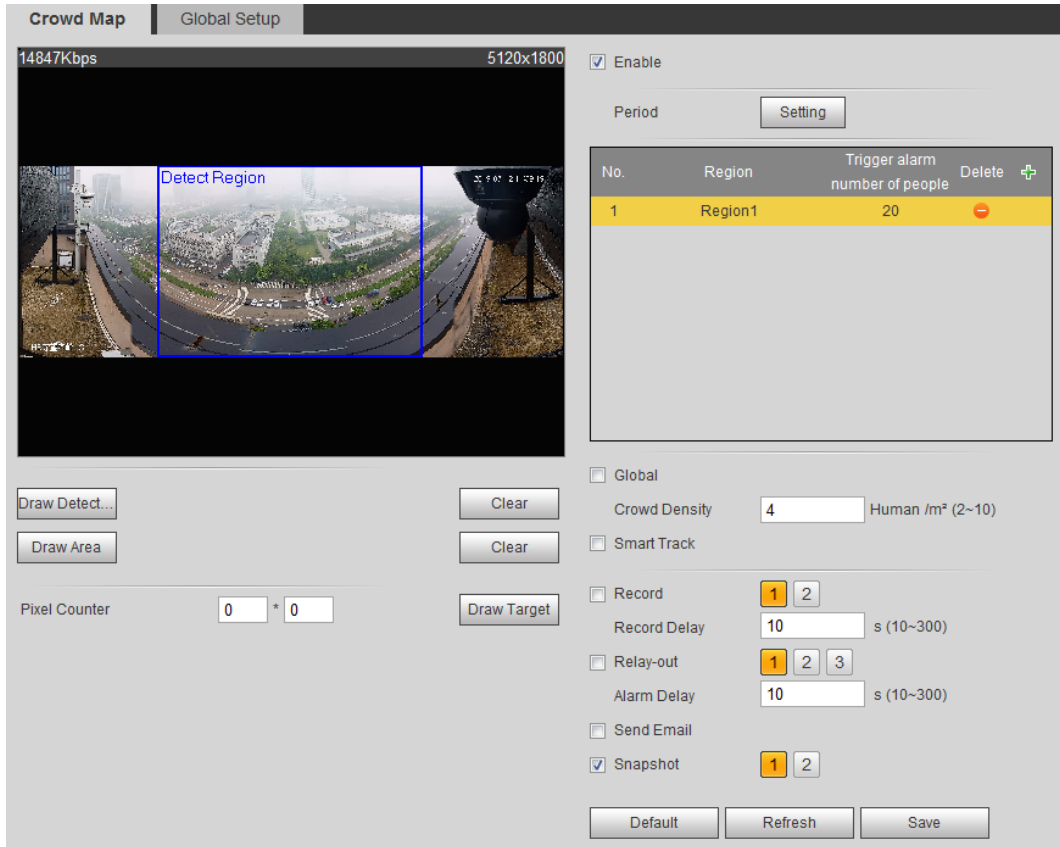 Crowd Map
Global Setup
14847Kbps
5120x1800
Detect Region
Draw Detect...
Clear
Draw Area
Clear
Pixel Counter
0 * 0
Draw Target
Enable
Period
Setting
No. Region Trigger alarm number of people Delete
1 Region1 20
Global
Crowd Density 4 Human /m² (2~10)
Smart Track
Record 1 2
Record Delay 10 s (10~300)
Relay-out 1 2 3
Alarm Delay 10 s (10~300)
Send Email
Snapshot 1 2
Default Refresh Save